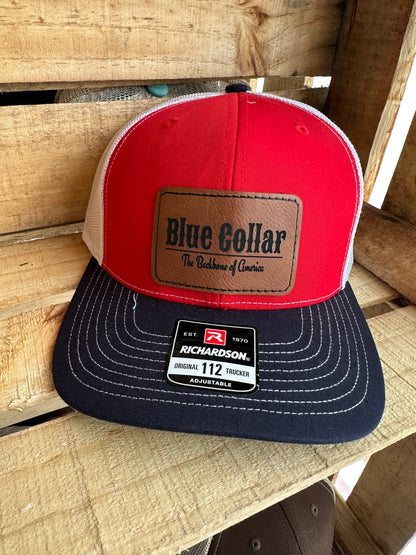 Blue Collar
The Backbone of America
EST. R 1970
RICHARDSON®
ORIGINAL 112 TRUCKER
ADJUSTABLE